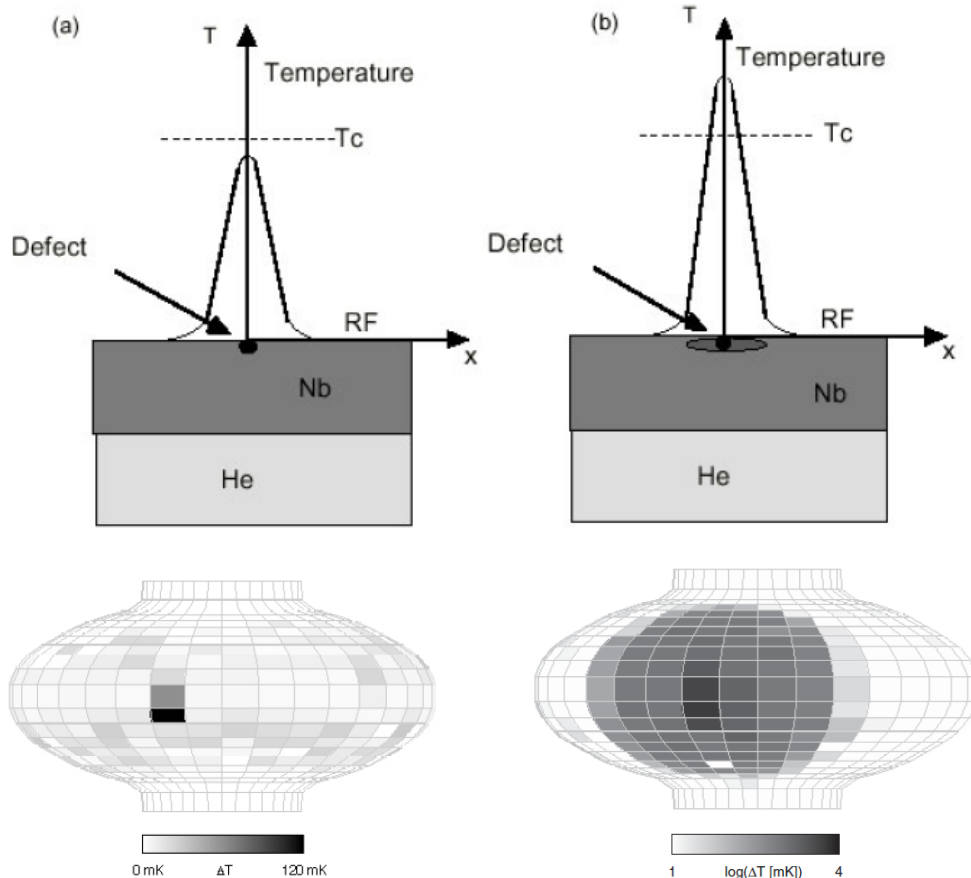 (a)
T
Temperature
Tc
Defect
RF
x
Nb
He
(b)
T
Temperature
Tc
Defect
RF
x
Nb
He
0 mK ΔT 120 mK
1 log(ΔT [mK]) 4